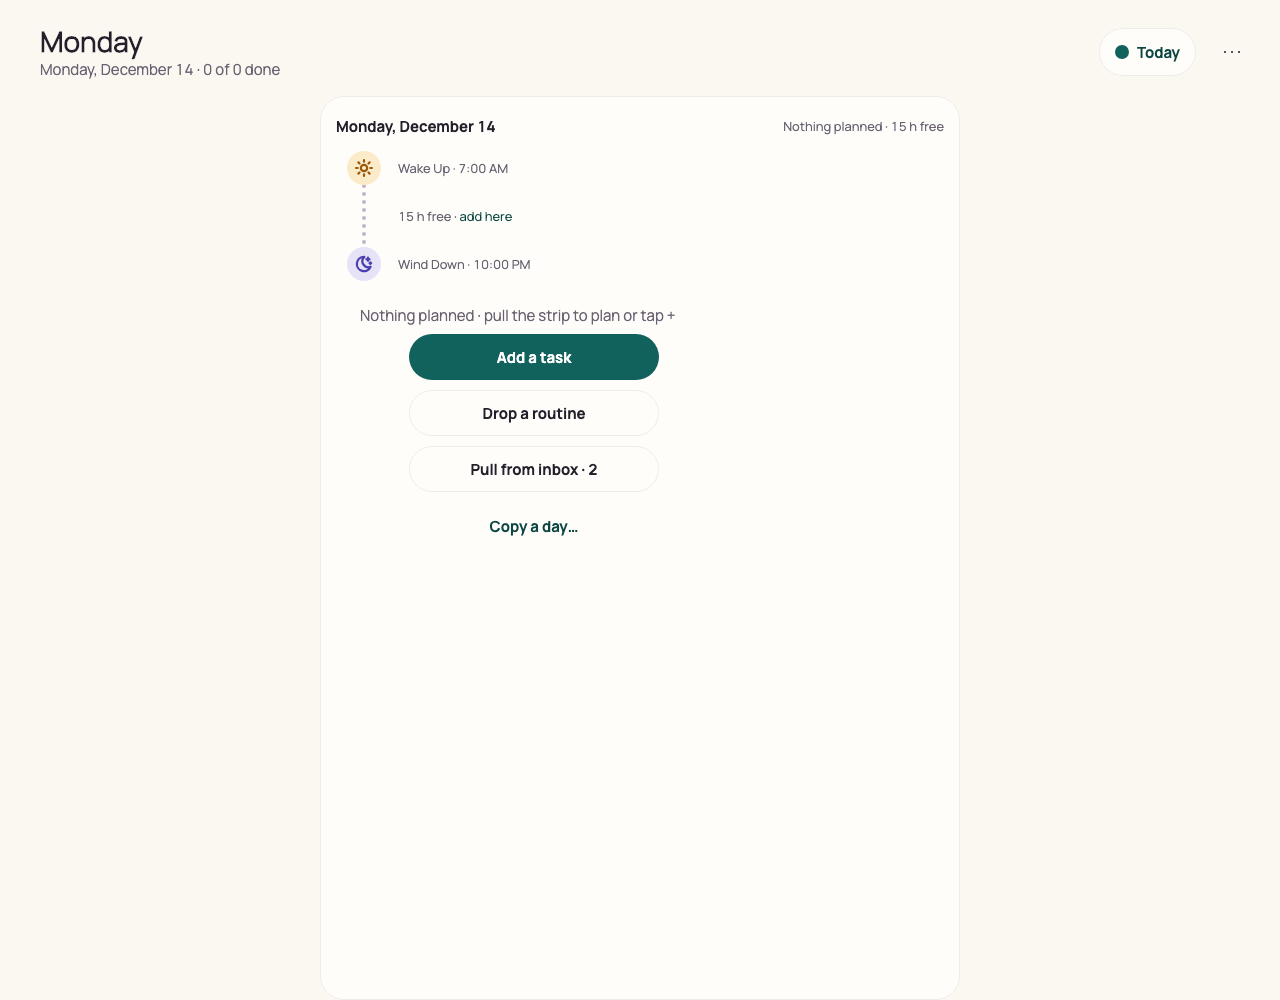 Monday
Monday, December 14 · 0 of 0 done
Today
Monday, December 14
Nothing planned · 15 h free
Wake Up · 7:00 AM
15 h free · add here
Wind Down · 10:00 PM
Nothing planned · pull the strip to plan or tap +
Add a task
Drop a routine
Pull from inbox · 2
Copy a day…